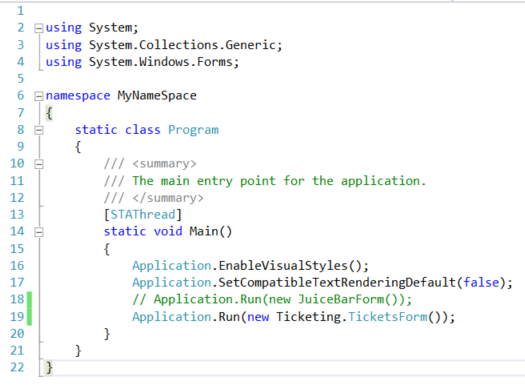 1
2 using System;
3 using System.Collections.Generic;
4 using System.Windows.Forms;
5
6 namespace MyNameSpace
7 {
8 static class Program
9 {
10 /// <summary>
11 /// The main entry point for the application.
12 /// </summary>
13 [STAThread]
14 static void Main()
15 {
16 Application.EnableVisualStyles();
17 Application.SetCompatibleTextRenderingDefault(false);
18 // Application.Run(new JuiceBarForm());
19 Application.Run(new Ticketing.TicketsForm());
20 }
21 }
22 }